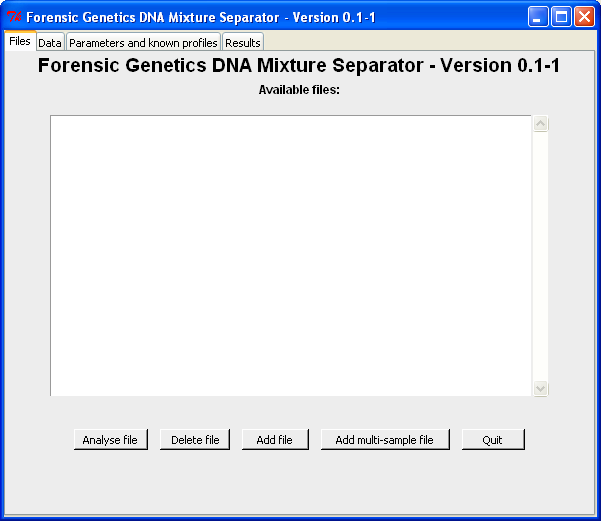 Forensic Genetics DNA Mixture Separator - Version 0.1-1
Files Data Parameters and known profiles Results
Forensic Genetics DNA Mixture Separator - Version 0.1-1
Available files:
Analyse file Delete file Add file Add multi-sample file Quit